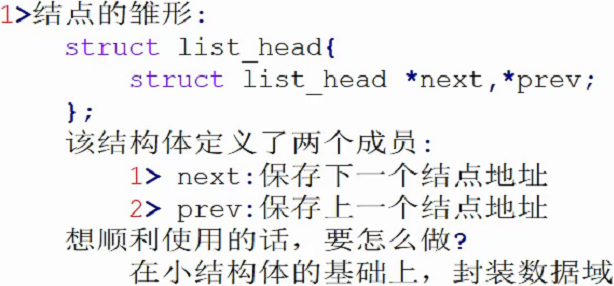 1>结点的雏形:
struct list_head{
struct list_head *next,*prev;
};
该结构体定义了两个成员:
1> next:保存下一个结点地址
2> prev:保存上一个结点地址
想顺利使用的话，要怎么做?
在小结构体的基础上，封装数据域